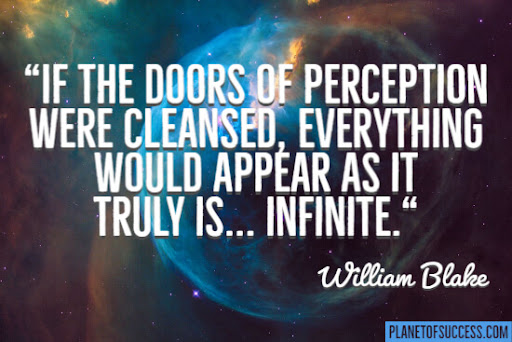 “IF THE DOORS OF PERCEPTION
WERE CLEANSED, EVERYTHING
WOULD APPEAR AS IT
TRULY IS... INFINITE.“
William Blake
PLANETOFSUCCESS.COM